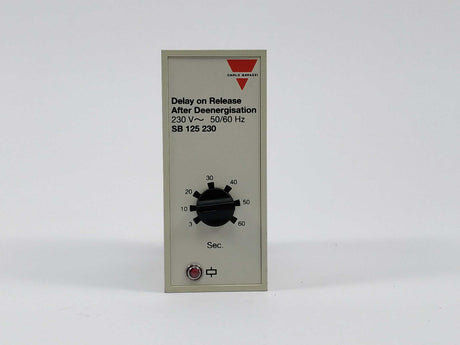 CARLO GAVAZZI
Delay on Release
After Deenergisation
230 V~ 50/60 Hz
SB 125 230
30
20 40
10 50
3 60
Sec.